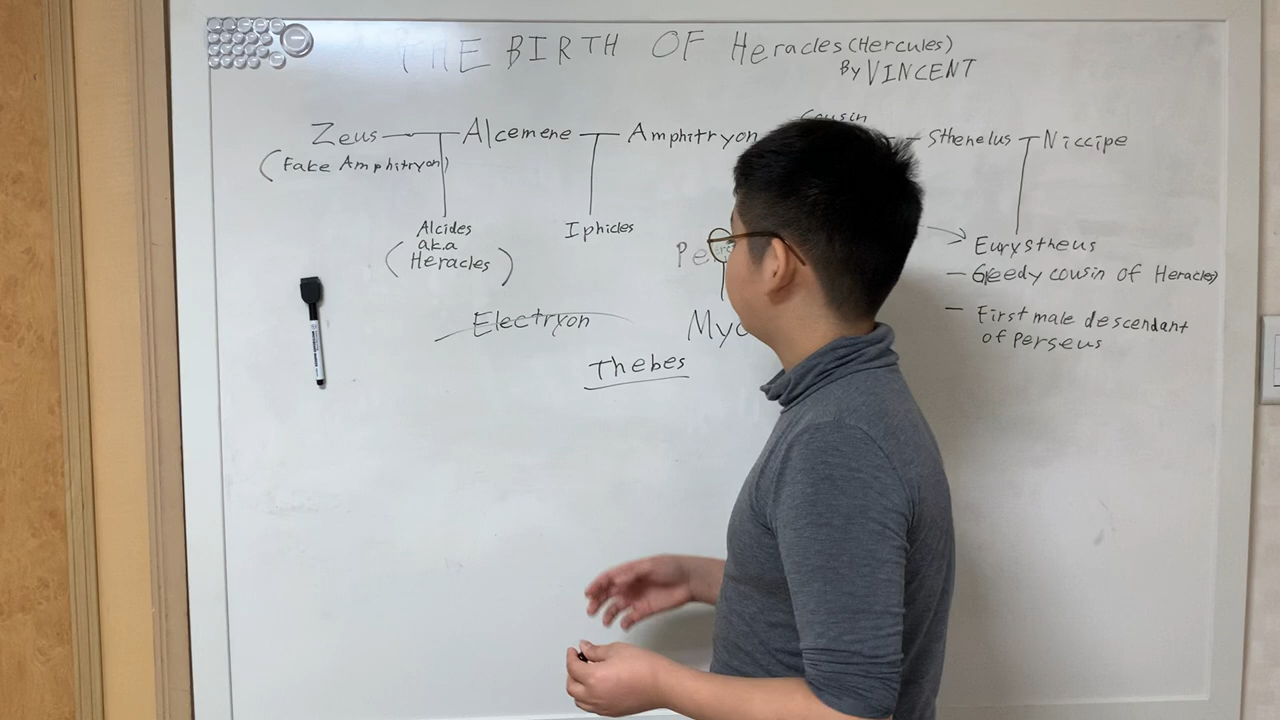 THE BIRTH OF Heracles (Hercules)
By VINCENT
Cousin
Zeus Alcemene Amphitryon Sthenelus Niccipe
(Fake Amphitryon)
Alcides
a.k.a
(Heracles)
Iphicles
Eurystheus
- Greedy cousin of Heracles)
- First male descendant
of Perseus
Electryon
Thebes